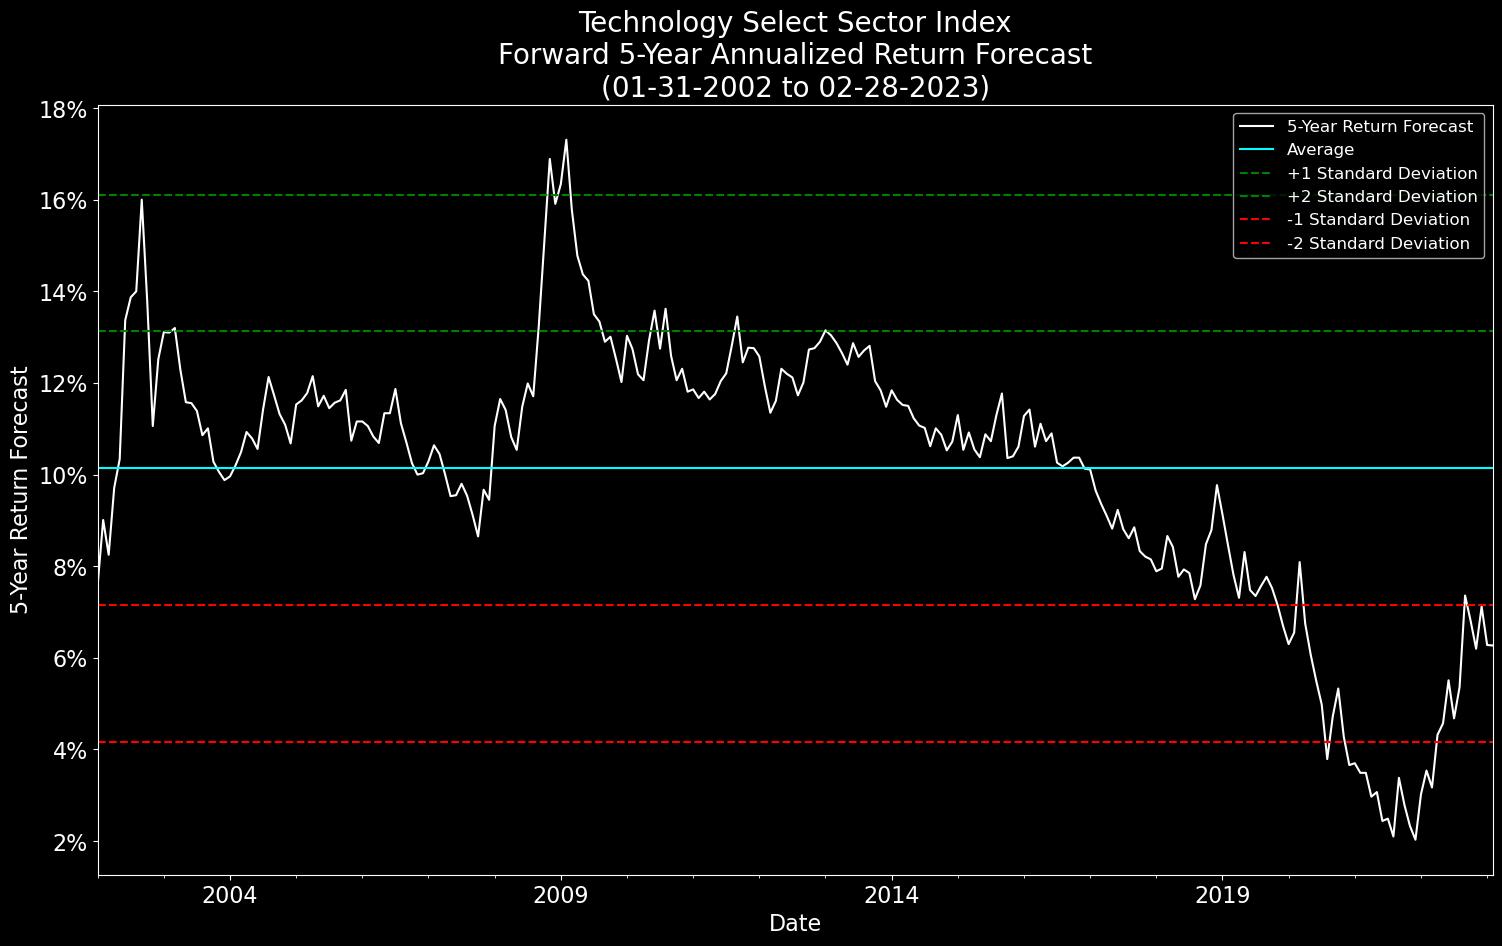 Technology Select Sector Index
Forward 5-Year Annualized Return Forecast
(01-31-2002 to 02-28-2023)
18%
16%
14%
12%
10%
8%
6%
4%
2%
5-Year Return Forecast
5-Year Return Forecast
Average
+1 Standard Deviation
+2 Standard Deviation
-1 Standard Deviation
-2 Standard Deviation
2004
2009
2014
2019
Date